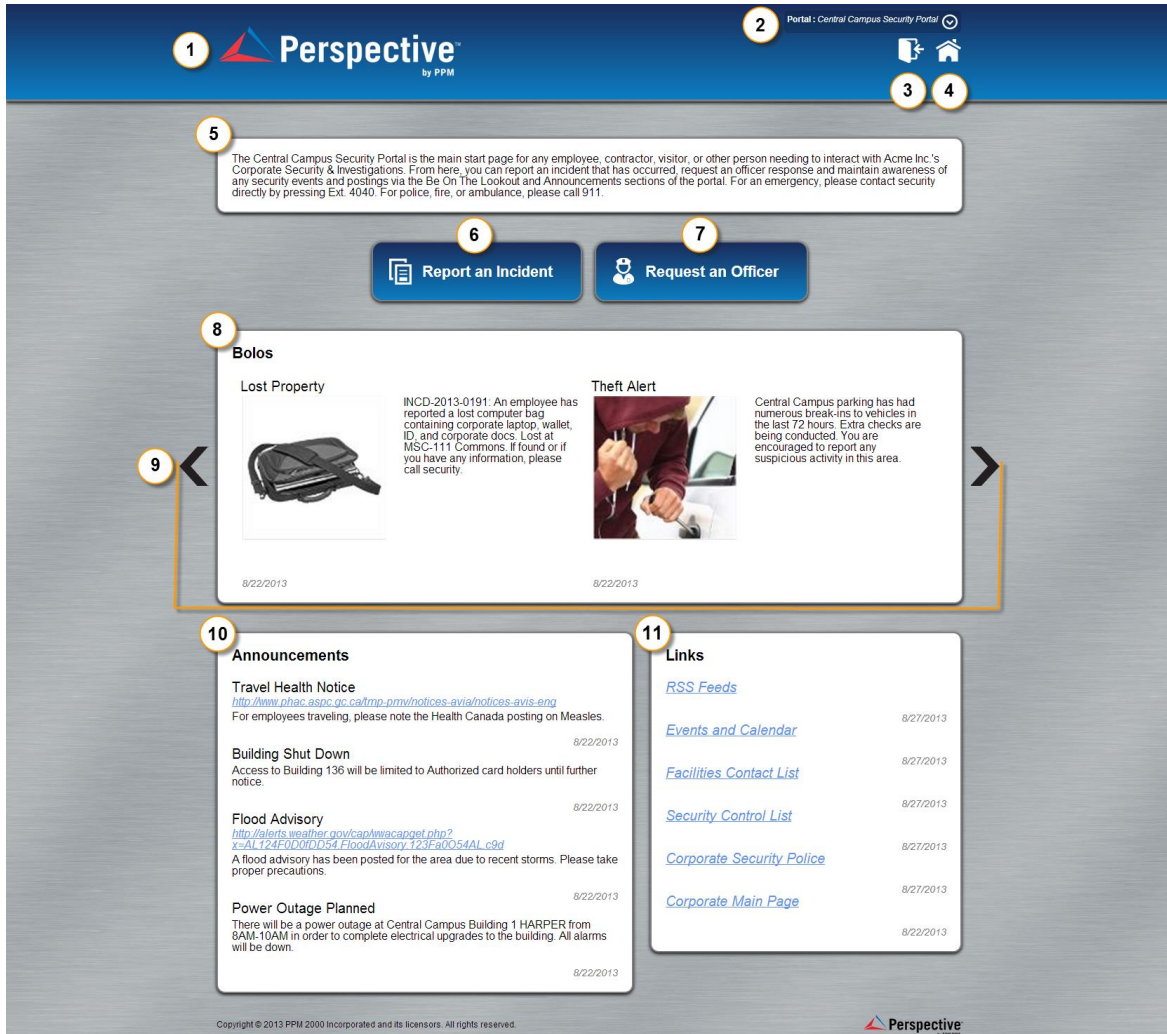 1
Perspective™
by PPM
2
Portal : Central Campus Security Portal
3
4
5
The Central Campus Security Portal is the main start page for any employee, contractor, visitor, or other person needing to interact with Acme Inc.'s
Corporate Security & Investigations. From here, you can report an incident that has occurred, request an officer response and maintain awareness of
any security events and postings via the Be On The Lookout and Announcements sections of the portal. For an emergency, please contact security
directly by pressing Ext. 4040. For police, fire, or ambulance, please call 911.
6
Report an Incident
7
Request an Officer
8
Bolos
9
Lost Property
INCD-2013-0191: An employee has
reported a lost computer bag
containing corporate laptop, wallet,
ID, and corporate docs. Lost at
MSC-111 Commons. If found or if
you have any information, please
call security.
8/22/2013
Theft Alert
Central Campus parking has had
numerous break-ins to vehicles in
the last 72 hours. Extra checks are
being conducted. You are
encouraged to report any
suspicious activity in this area.
8/22/2013
10
Announcements
Travel Health Notice
http://www.phac.aspc.gc.ca/tmp-pmv/notices-avia/notices-avis-eng
For employees traveling, please note the Health Canada posting on Measles.
8/22/2013
Building Shut Down
Access to Building 136 will be limited to Authorized card holders until further
notice.
8/22/2013
Flood Advisory
http://alerts.weather.gov/cap/wwacapget.php?
x=AL124F0D0fDD54.FloodAvisory.123Fa0O54AL.c9d
A flood advisory has been posted for the area due to recent storms. Please take
proper precautions.
8/22/2013
Power Outage Planned
There will be a power outage at Central Campus Building 1 HARPER from
8AM-10AM in order to complete electrical upgrades to the building. All alarms
will be down.
8/22/2013
11
Links
RSS Feeds
8/27/2013
Events and Calendar
8/27/2013
Facilities Contact List
8/27/2013
Security Control List
8/27/2013
Corporate Security Police
8/27/2013
Corporate Main Page
8/22/2013
Copyright © 2013 PPM 2000 Incorporated and its licensors. All rights reserved.
Perspective